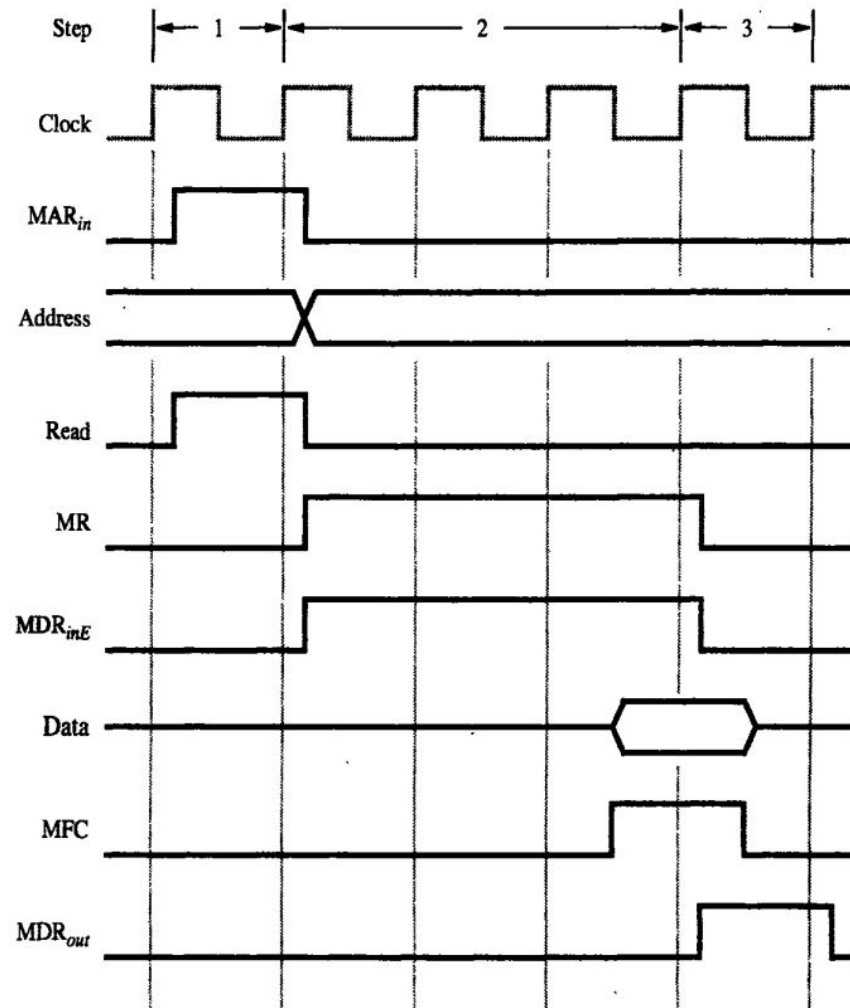 Step 1 2 3
Clock
MARin
Address
Read
MR
MDRinE
Data
MFC
MDRout